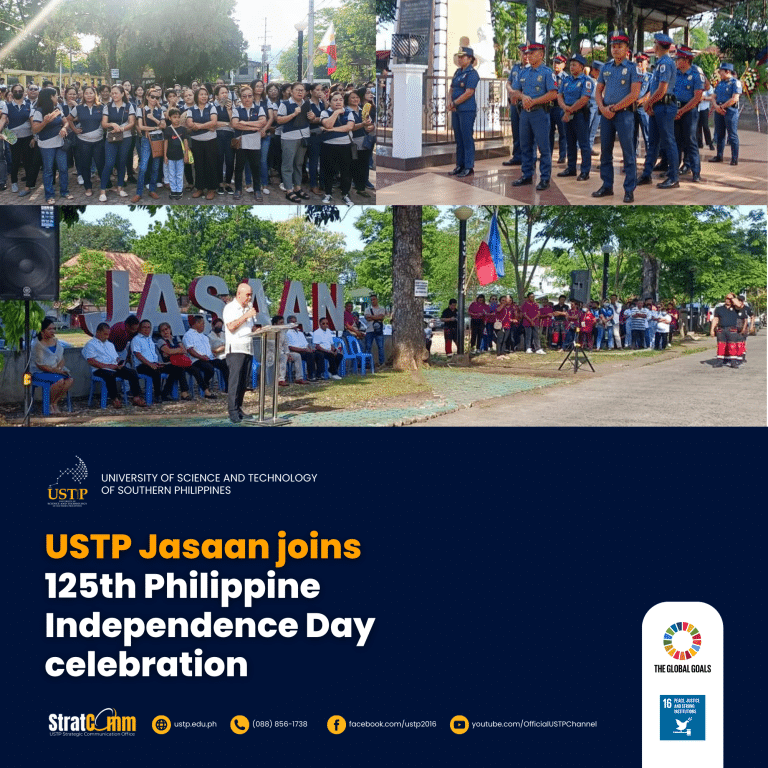 JASAAN
USTP
UNIVERSITY OF SCIENCE AND TECHNOLOGY
OF SOUTHERN PHILIPPINES
USTP Jasaan joins
125th Philippine
Independence Day
celebration
THE GLOBAL GOALS
16 PEACE, JUSTICE
AND STRONG
INSTITUTIONS
StratComm
USTP Strategic Communication Office
ustp.edu.ph
(088) 856-1738
facebook.com/ustp2016
youtube.com/OfficialUSTPChannel